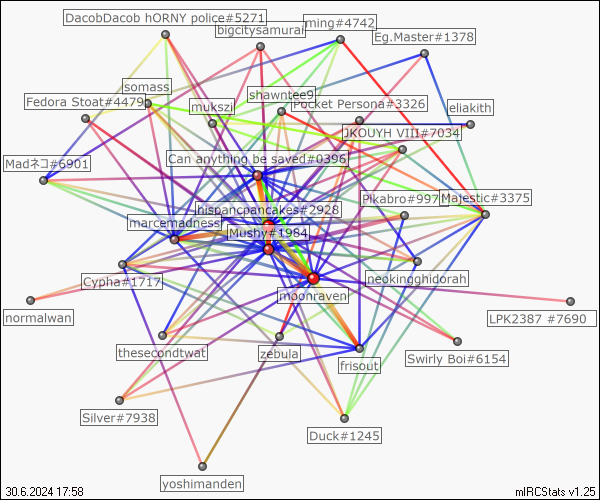 DacobDacob hORNY police#5271
ming#4742
bigcitysamurai
Eg.Master#1378
somass
shawntee9
Fedora Stoat#4479
mukszi
Pocket Persona#3326
eliakith
JKOUYH VIII#7034
Madネコ#6901
Can anything be saved#0396
Pikabro#997
Majestic#3375
hispancpancakes#2928
marcemadness
Mushy#1984
Cypha#1717
neokingghidorah
moonraven
normalwan
LPK2387 #7690
thesecondtwat
zebula
Swirly Boi#6154
frisout
Silver#7938
Duck#1245
yoshimanden
30.6.2024 17:58
mIRCStats v1.25